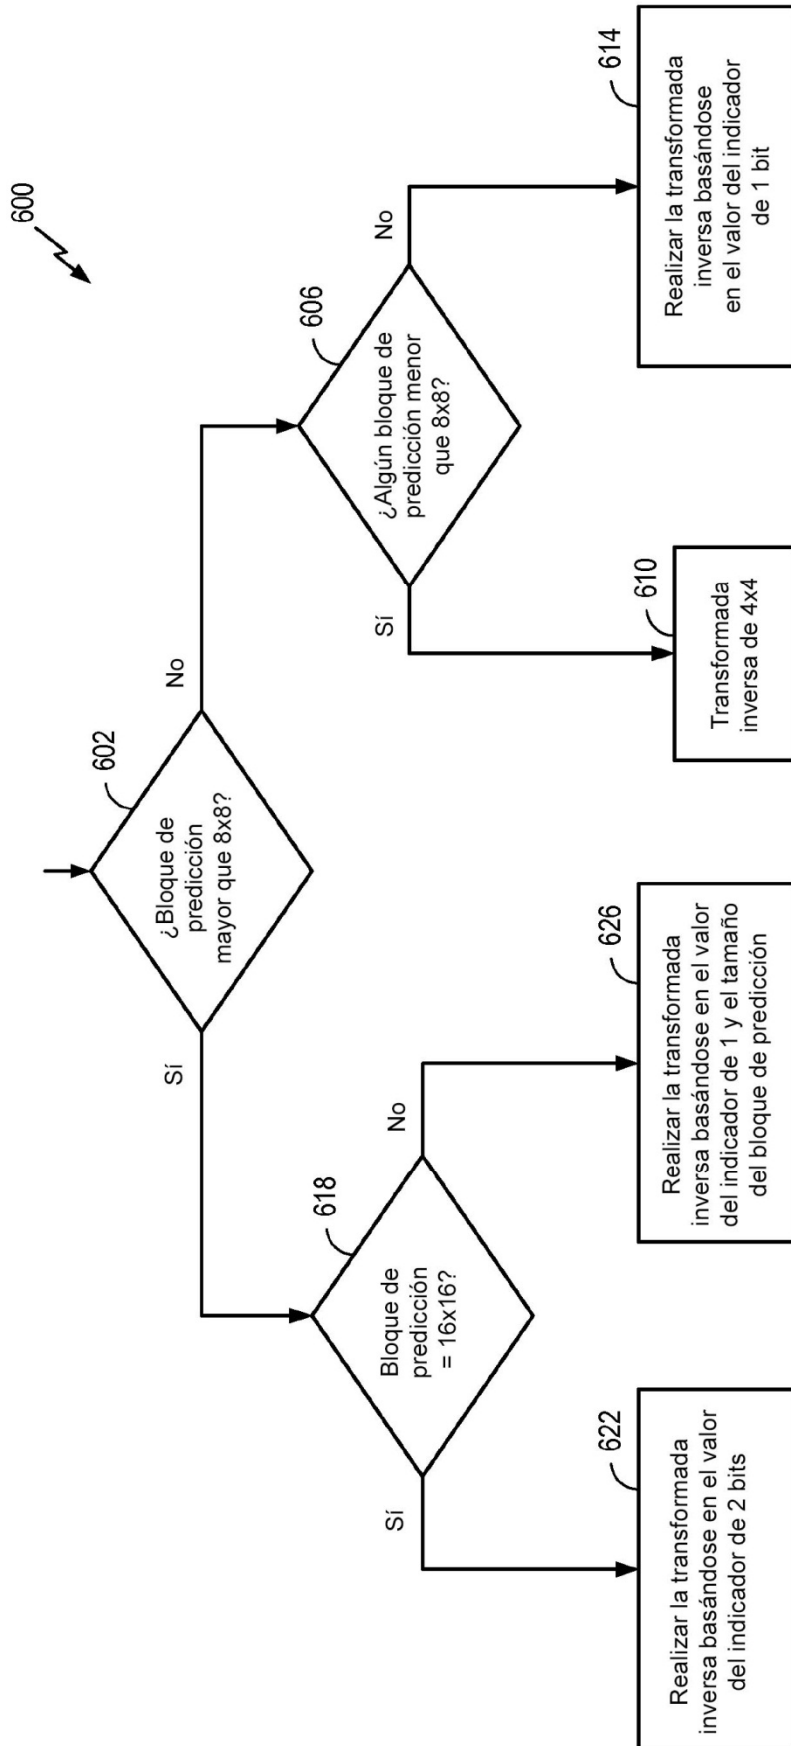 600
602
¿Bloque de
predicción
mayor que 8x8?
Sí
No
618
Bloque de
predicción
= 16x16?
Sí
No
606
¿Algún bloque de
predicción menor
que 8x8?
Sí
No
622
Realizar la transformada
inversa basándose en el valor
del indicador de 2 bits
626
Realizar la transformada
inversa basándose en el valor
del indicador de 1 y el tamaño
del bloque de predicción
610
Transformada
inversa de 4x4
614
Realizar la transformada
inversa basándose
en el valor del indicador
de 1 bit